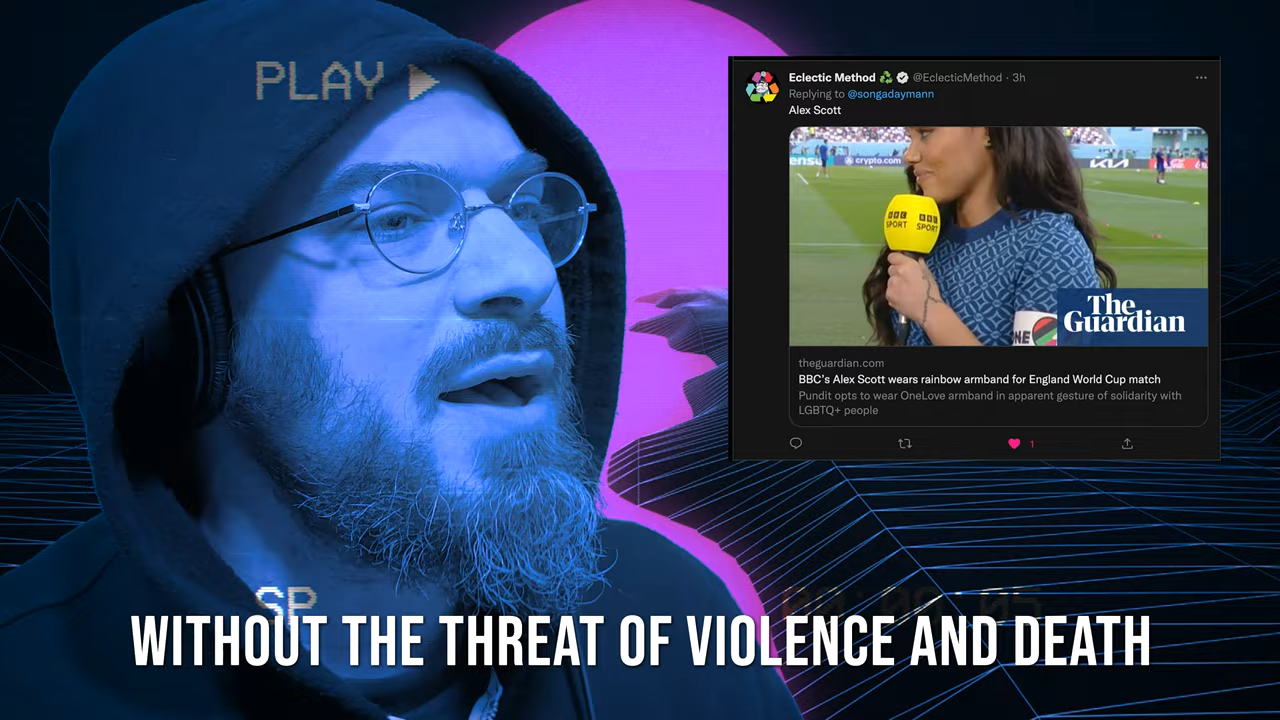 PLAY
Eclectic Method @EclecticMethod · 3h
Replying to @songadaymann
Alex Scott
crypto.com
KIA
BBC BBC
SPORT SPORT
ONE
The
Guardian
theguardian.com
BBC's Alex Scott wears rainbow armband for England World Cup match
Pundit opts to wear OneLove armband in apparent gesture of solidarity with
LGBTQ+ people
1
SP
WITHOUT THE THREAT OF VIOLENCE AND DEATH